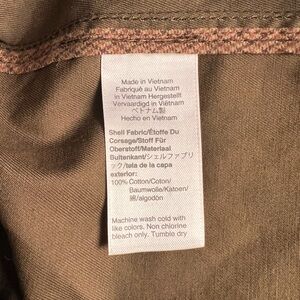 Made in Vietnam
Fabriqué au Vietnam
in Vietnam Hergestellt
Vervaardigd in Vietnam
ベトナム製
Hecho en Vietnam
Shell Fabric/Étoffe Du
Corsage/Stoff Für
Oberstoff/Materiaal
Buitenkant/シェルファブリ
ック/tela de la capa
exterior:
100% Cotton/Coton/
Baumwolle/Katoen/
綿/algodón
Machine wash cold with
like colors. Non chlorine
bleach only. Tumble dry